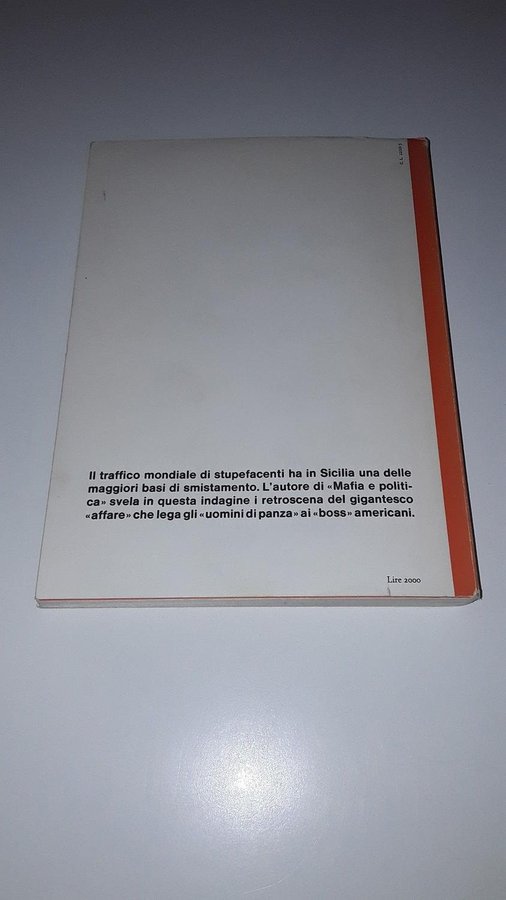 Il traffico mondiale di stupefacenti ha in Sicilia una delle
maggiori basi di smistamento. L'autore di «Mafia e politi-
ca» svela in questa indagine i retroscena del gigantesco
«affare» che lega gli «uomini di panza» ai «boss» americani.
Lire 2000